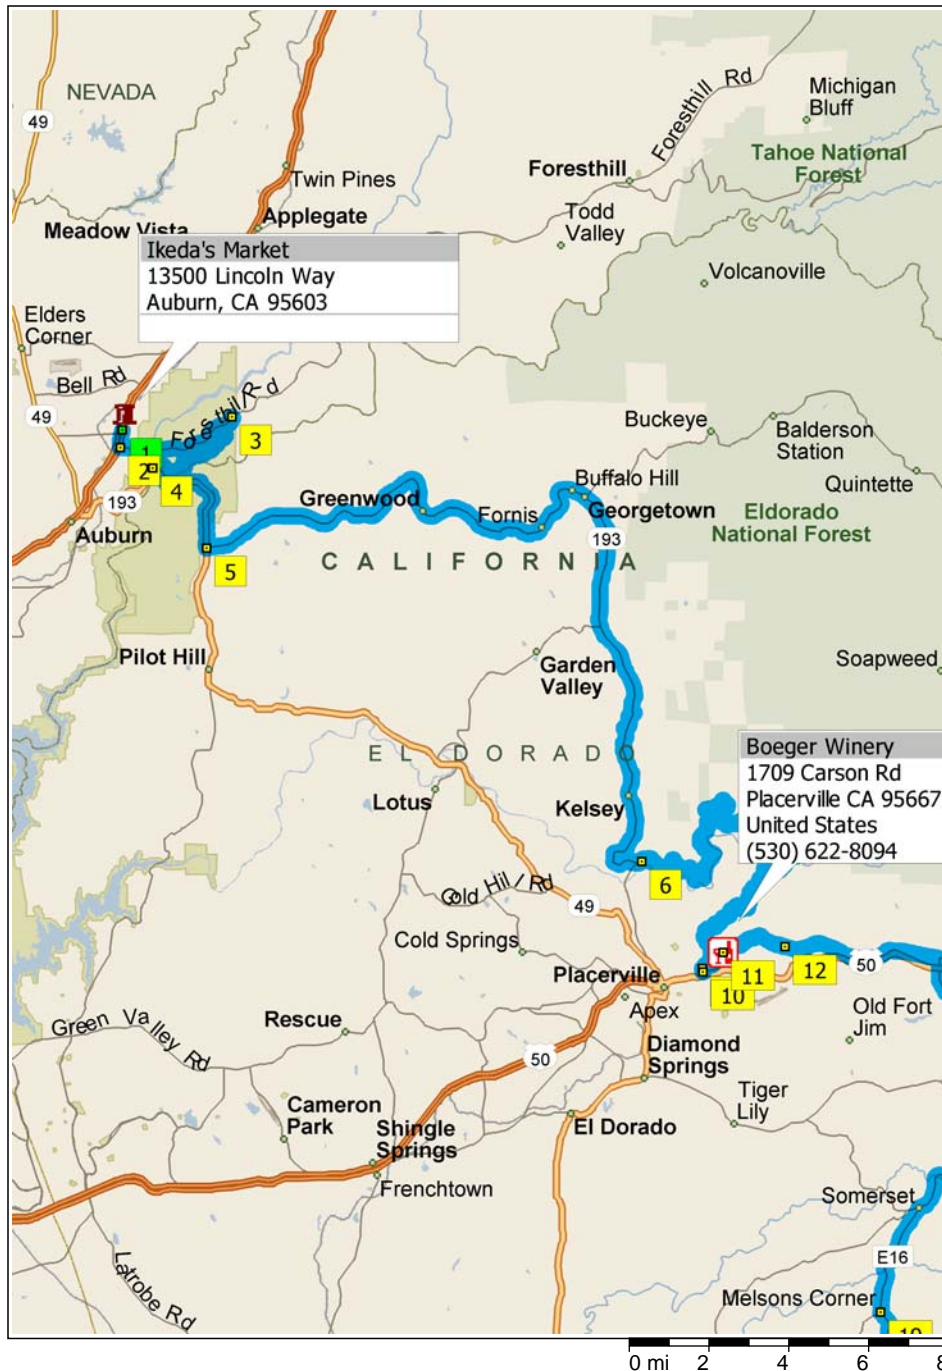 NEVADA
49
Foresthill Rd
Michigan
Bluff
Tahoe National
Forest
Twin Pines
Foresthill
Applegate
Todd
Valley
Meadow Vista
Ikeda's Market
13500 Lincoln Way
Auburn, CA 95603
Volcanoville
Elders
Corner
Bell Rd
49
Foresthill Rd
3
1
2
4
Buckeye
Balderson
Station
Quintette
Buffalo Hill
Greenwood
Georgetown
Fornis
193
Auburn
193
Eldorado
National Forest
CALIFORNIA
5
Pilot Hill
Garden
Valley
Soapweed
EL DORADO
Boeger Winery
1709 Carson Rd
Placerville CA 95667
United States
(530) 622-8094
Lotus
Kelsey
6
Gold Hill Rd
49
Cold Springs
Placerville
11
12
50
10
Apex
Old Fort
Jim
Green Valley Rd
Rescue
50
Diamond
Springs
Tiger
Lily
Cameron
Park
El Dorado
Shingle
Springs
Frenchtown
Somerset
E16
Latrobe Rd
Melsons Corner
19
0 mi 2 4 6 8